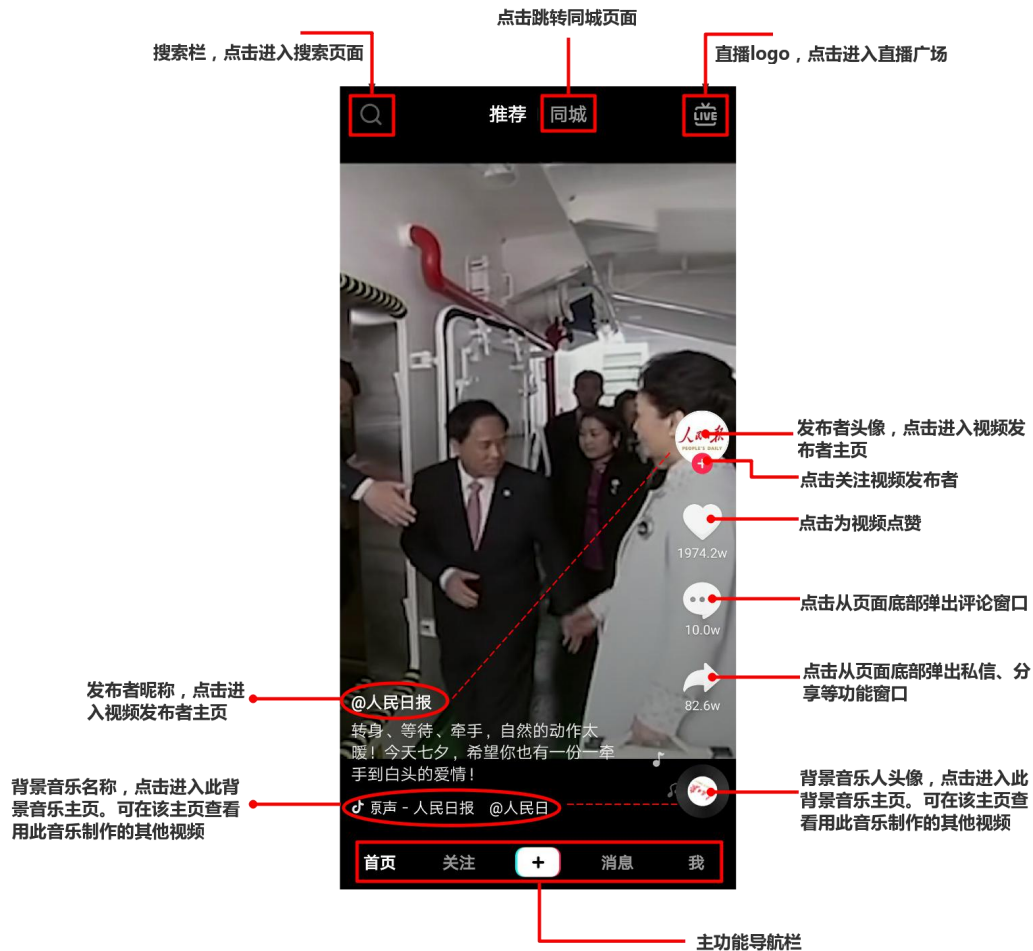 点击跳转同城页面
搜索栏，点击进入搜索页面
直播logo，点击进入直播广场
推荐
同城
LIVE
人民日报
PEOPLE'S DAILY
发布者头像，点击进入视频发
布者主页
点击关注视频发布者
点击为视频点赞
1974.2w
点击从页面底部弹出评论窗口
10.0w
点击从页面底部弹出私信、分
享等功能窗口
82.6w
发布者昵称，点击进
入视频发布者主页
@人民日报
转身、等待、牵手，自然的动作太
暖！今天七夕，希望你也有一份一牵
手到白头的爱情！
背景音乐名称，点击进入此背
景音乐主页。可在该主页查看
用此音乐制作的其他视频
原声 - 人民日报 @人民日
背景音乐人头像，点击进入此
背景音乐主页。可在该主页查
看用此音乐制作的其他视频
首页 关注 + 消息 我
主功能导航栏